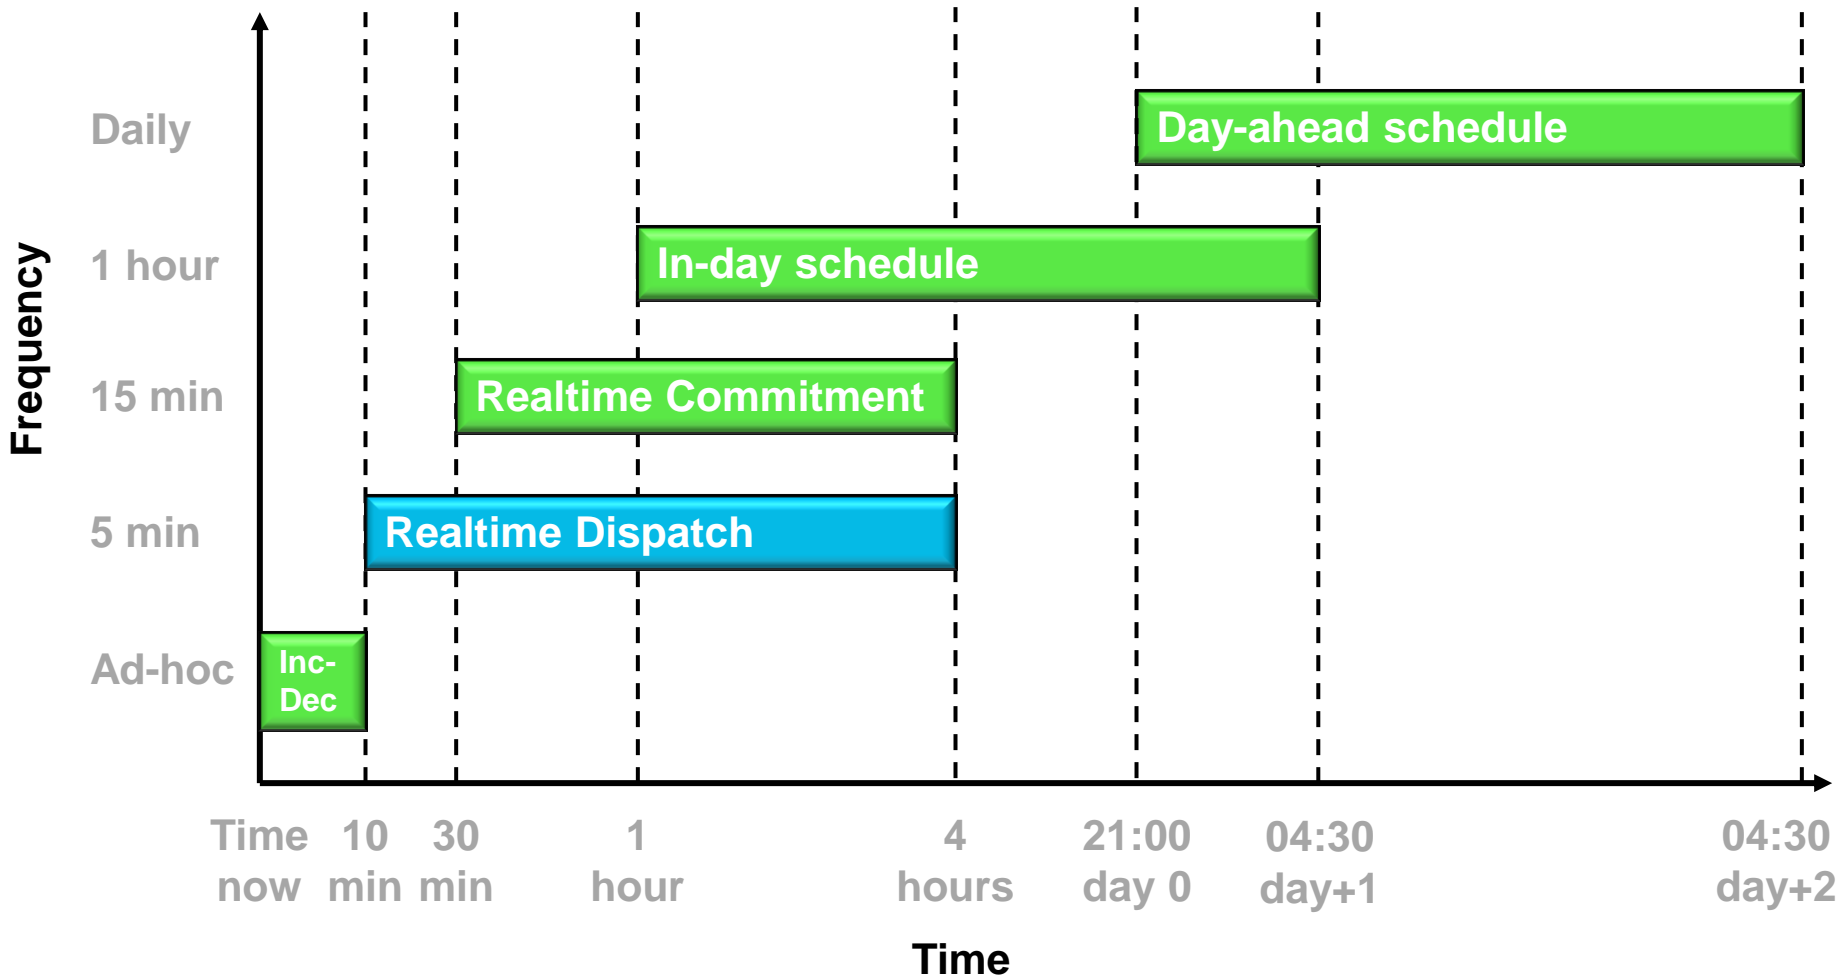 Daily
Day-ahead schedule
1 hour
In-day schedule
Frequency
15 min
Realtime Commitment
5 min
Realtime Dispatch
Ad-hoc
Inc-
Dec
Time
now
10
min
30
min
1
hour
4
hours
21:00
day 0
04:30
day+1
04:30
day+2
Time